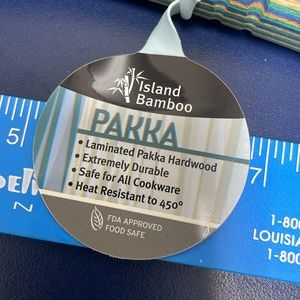 Island
Bamboo
PAKKA
• Laminated Pakka Hardwood
• Extremely Durable
• Safe for All Cookware
• Heat Resistant to 450°
FDA APPROVED
FOOD SAFE
5
7
1-800
LOUISIA
1-80